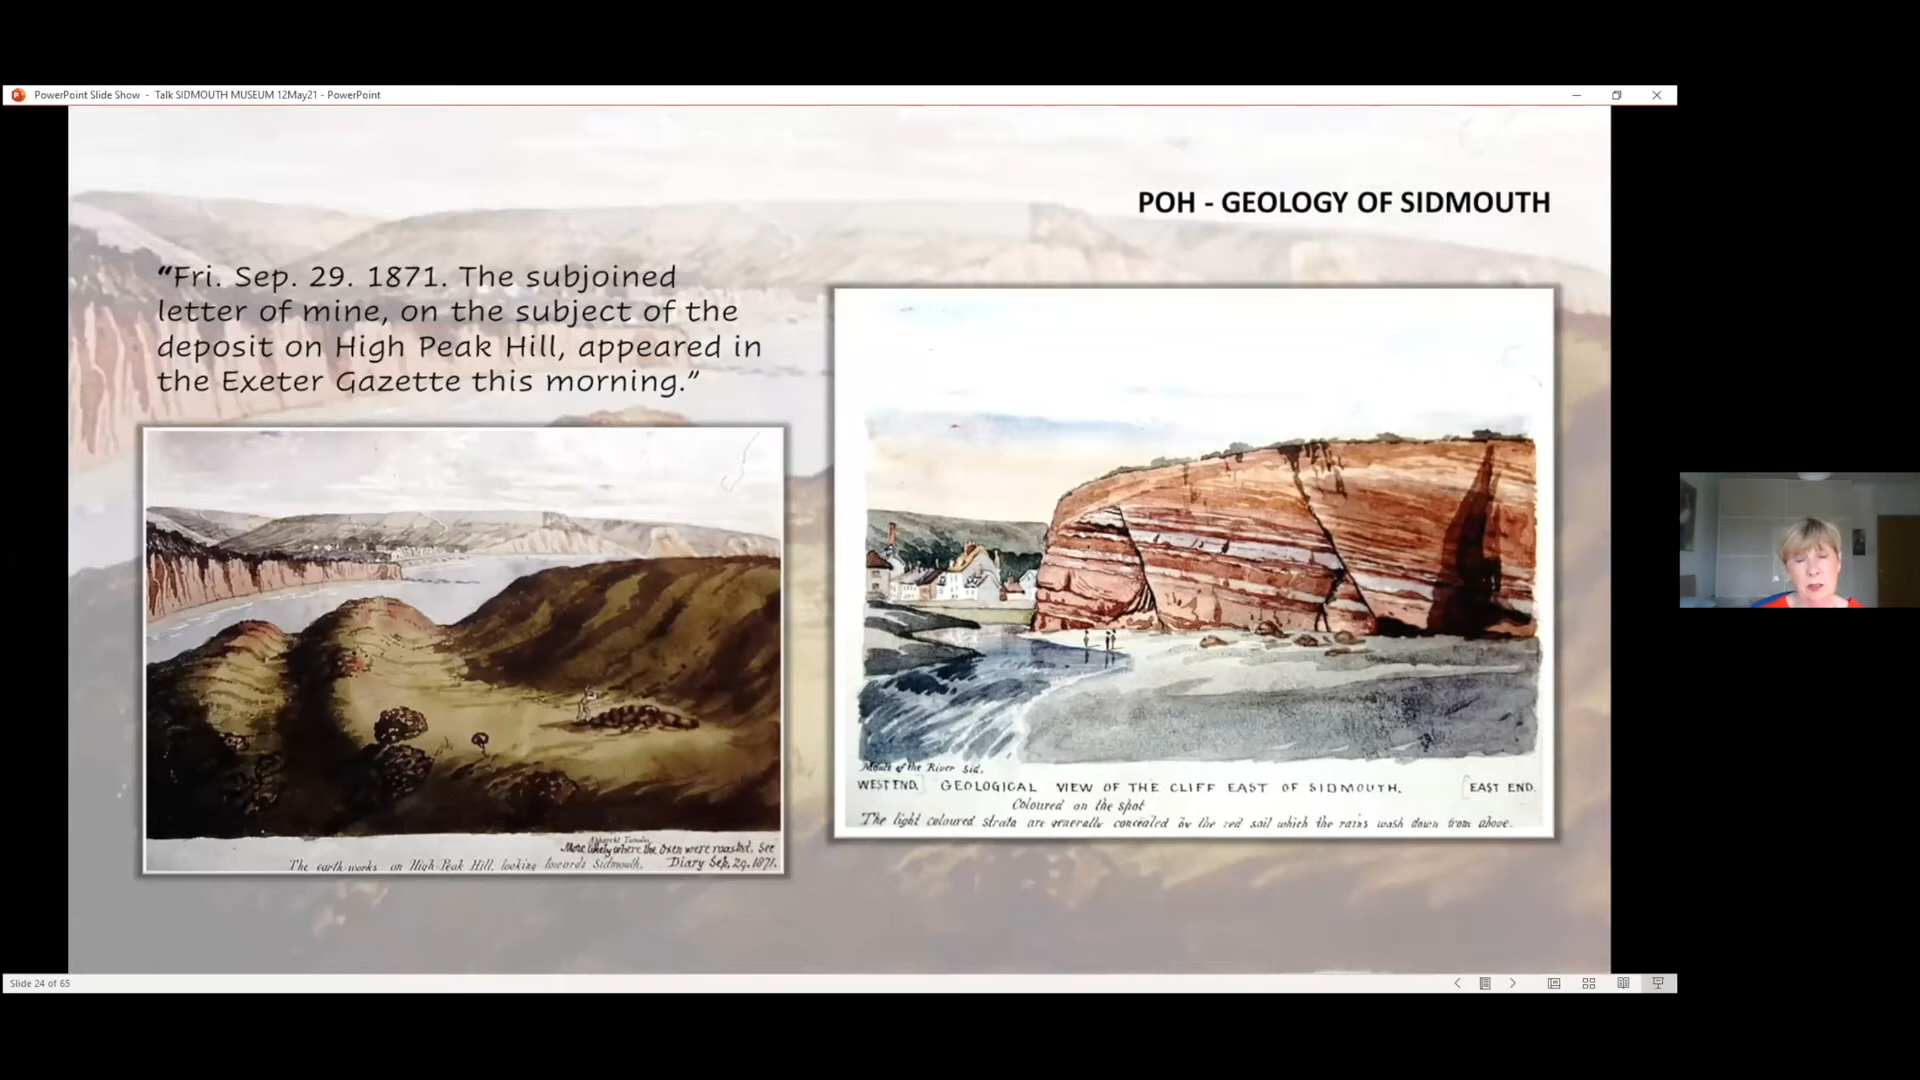 PowerPoint Slide Show - Talk SIDMOUTH MUSEUM 12May21 - PowerPoint
POH - GEOLOGY OF SIDMOUTH
“Fri. Sep. 29. 1871. The subjoined
letter of mine, on the subject of the
deposit on High Peak Hill, appeared in
the Exeter Gazette this morning.”
More likely where the Oxen were roasted. See
The earth-works on High Peak Hill, looking towards Sidmouth. Diary Sep. 29. 1871.
Mouth of the River Sid.
WEST END.] GEOLOGICAL VIEW OF THE CLIFF EAST OF SIDMOUTH. [EAST END.
Coloured on the spot
The light coloured strata are generally concealed by the red soil which the rains wash down from above.
Slide 24 of 65